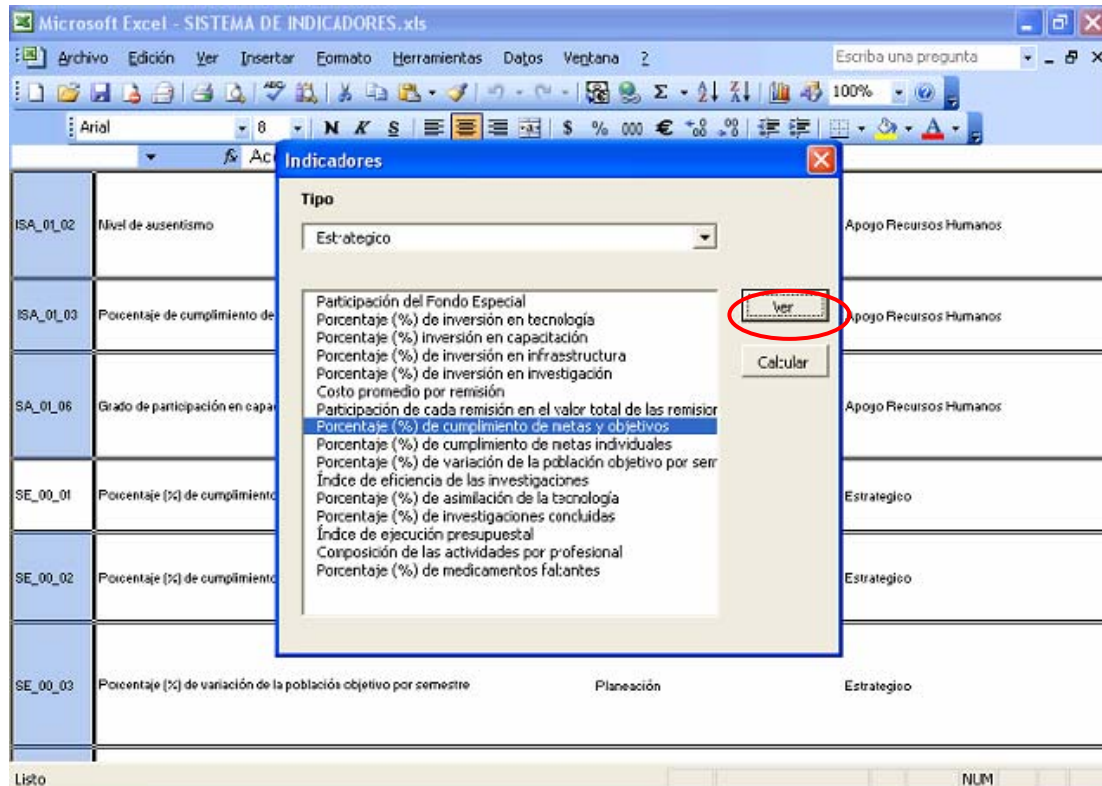 Microsoft Excel - SISTEMA DE INDICADORES.xls
Archivo Edición Ver Insertar Formato Herramientas Datos Ventana ? Escriba una pregunta
100%
Arial 8 N K S $ % 000 €
fx
Indicadores
Tipo
Estrategico
Participación del Fondo Especial
Porcentaje (%) de inversión en tecnología
Porcentaje (%) inversión en capacitación
Porcentaje (%) de inversión en infraestructura
Porcentaje (%) de inversión en investigación
Costo promedio por remisión
Participación de cada remisión en el valor total de las remision
Porcentaje (%) de cumplimiento de metas y objetivos
Porcentaje (%) de cumplimiento de metas individuales
Porcentaje (%) de variación de la población objetivo por sem
Índice de eficiencia de las investigaciones
Porcentaje (%) de asimilación de la tecnología
Porcentaje (%) de investigaciones concluidas
Índice de ejecución presupuestal
Composición de las actividades por profesional
Porcentaje (%) de medicamentos faltantes
Ver
Calcular
ISA_01_02 Nivel de ausentismo Apoyo Recursos Humanos
ISA_01_03 Porcentaje de cumplimiento de Apoyo Recursos Humanos
SA_01_06 Grado de participación en capa Apoyo Recursos Humanos
SE_00_01 Porcentaje (%) de cumplimiento Estrategico
SE_00_02 Porcentaje (%) de cumplimiento Estrategico
SE_00_03 Porcentaje (%) de variación de la población objetivo por semestre Planeación Estrategico
Listo NUM